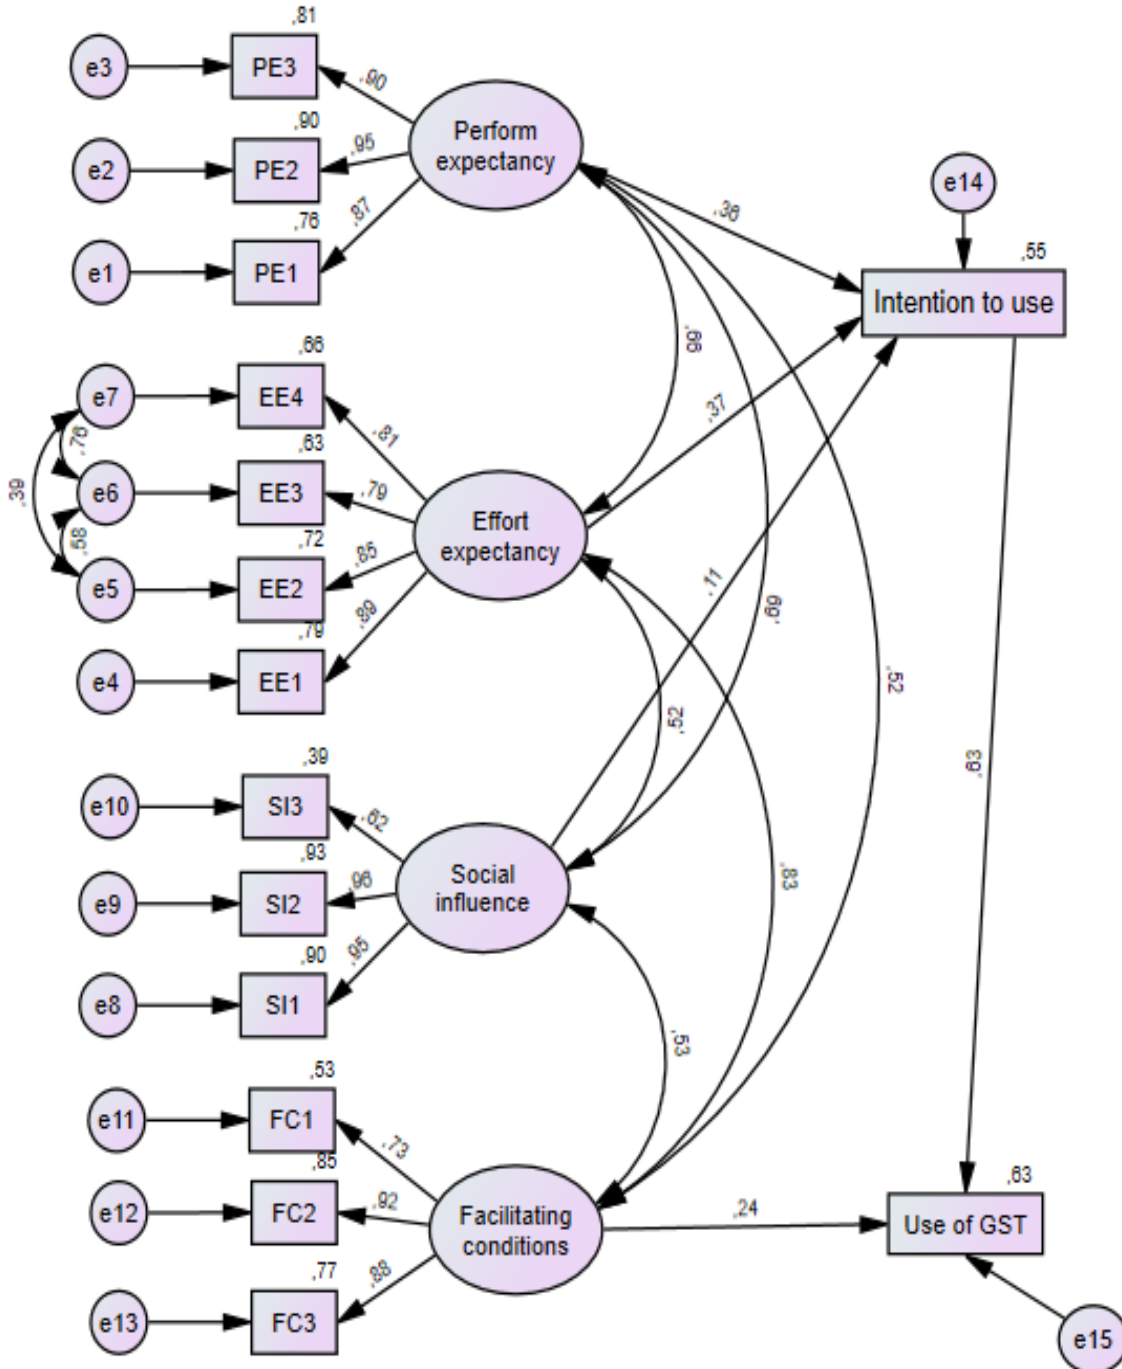 ,81
e3
PE3
,90
,90
e2
PE2
,95
Perform
expectancy
,76
e1
PE1
,87
e14
,36
,55
Intention to use
,66
,66
e7
EE4
,81
,76
,63
e6
EE3
,79
,39
,58
,72
e5
EE2
,85
Effort
expectancy
,37
,79
e4
EE1
,89
,11
,52
,52
,63
,39
e10
SI3
,62
,93
e9
SI2
,96
Social
influence
,83
,90
e8
SI1
,95
,53
,53
e11
FC1
,73
,85
e12
FC2
,92
Facilitating
conditions
,24
,63
Use of GST
,77
e13
FC3
,88
e15